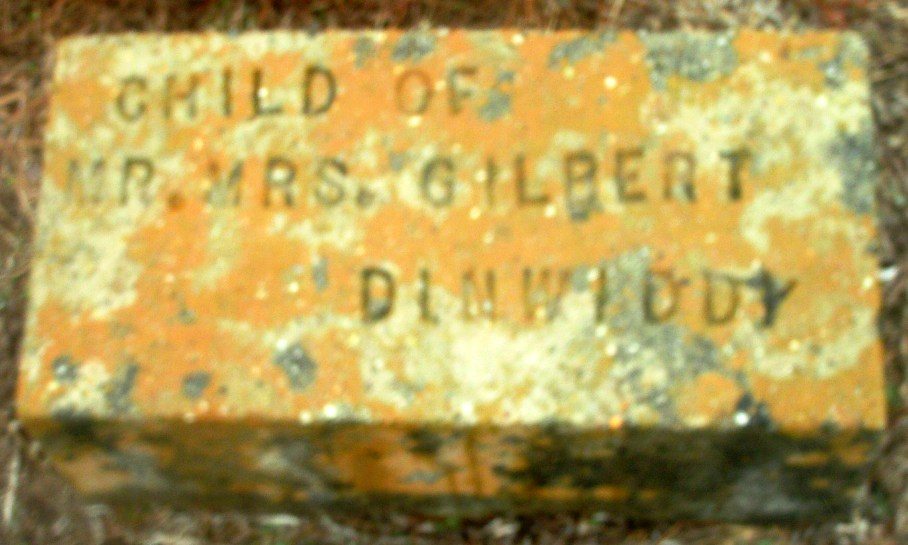 CHILD OF
MR. MRS. GILBERT
DINWIDDY